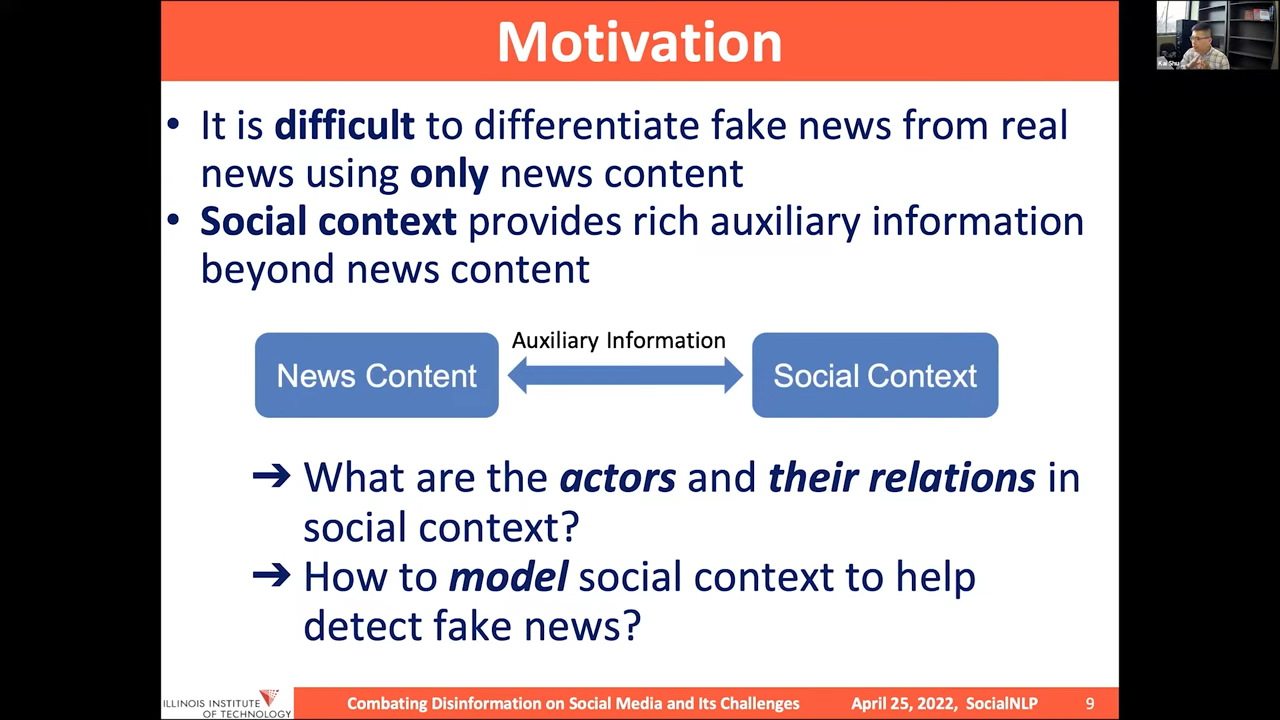 Motivation
• It is difficult to differentiate fake news from real
news using only news content
• Social context provides rich auxiliary information
beyond news content
Auxiliary Information
News Content
Social Context
➔ What are the actors and their relations in
social context?
➔ How to model social context to help
detect fake news?
ILLINOIS INSTITUTE
OF TECHNOLOGY
Combating Disinformation on Social Media and Its Challenges April 25, 2022, SocialNLP 9
Kai Shu